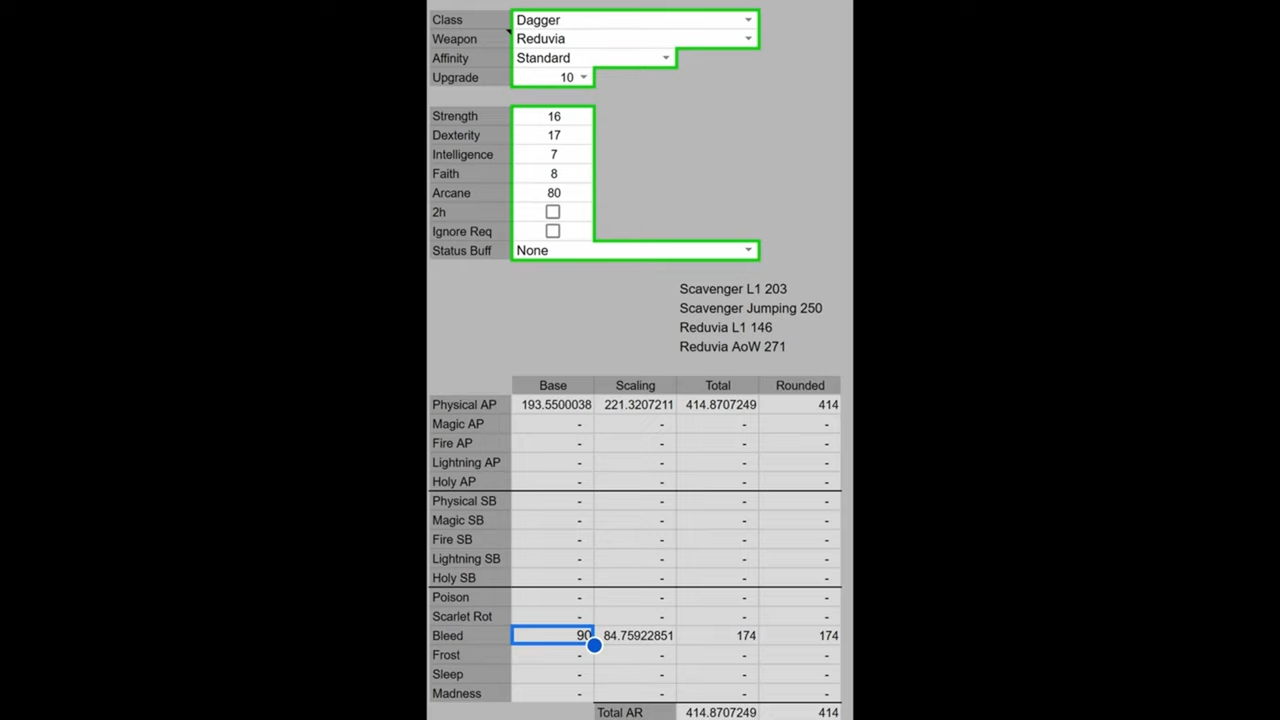 Class Dagger
Weapon Reduvia
Affinity Standard
Upgrade 10
Strength 16
Dexterity 17
Intelligence 7
Faith 8
Arcane 80
2h
Ignore Req
Status Buff None
Scavenger L1 203
Scavenger Jumping 250
Reduvia L1 146
Reduvia AoW 271
Base Scaling Total Rounded
Physical AP 193.5500038 221.3207211 414.8707249 414
Magic AP - - - -
Fire AP - - - -
Lightning AP - - - -
Holy AP - - - -
Physical SB - - - -
Magic SB - - - -
Fire SB - - - -
Lightning SB - - - -
Holy SB - - - -
Poison - - - -
Scarlet Rot - - - -
Bleed 90 84.75922851 174 174
Frost - - - -
Sleep - - - -
Madness - - - -
Total AR 414.8707249 414